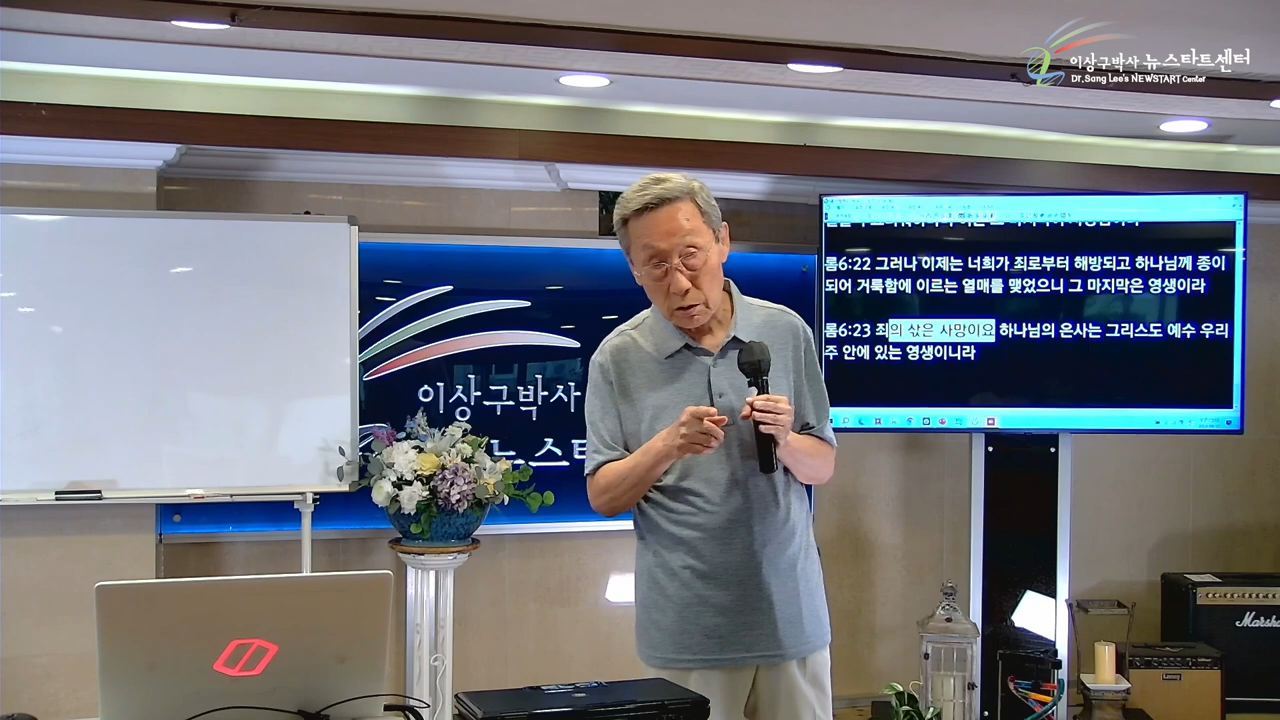 이상구박사 뉴스타트센터
Dr. Sang Lee's NEWSTART Center
롬6:22 그러나 이제는 너희가 죄로부터 해방되고 하나님께 종이
되어 거룩함에 이르는 열매를 맺었으니 그 마지막은 영생이라
롬6:23 죄의 삯은 사망이요 하나님의 은사는 그리스도 예수 우리
주 안에 있는 영생이니라
이상구박사
뉴스타
Marsha
Laney